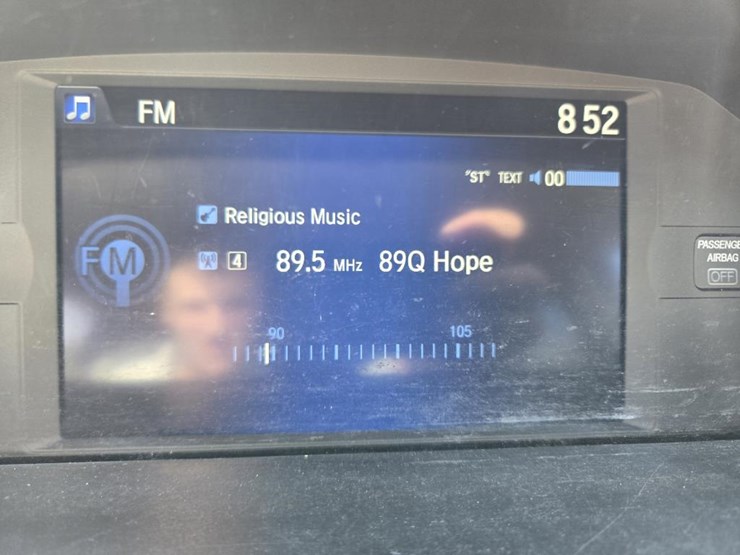 FM
8 52
"ST" TEXT 00
Religious Music
FM
4 89.5 MHz 89Q Hope
90 105
PASSENGE
AIRBAG
OFF